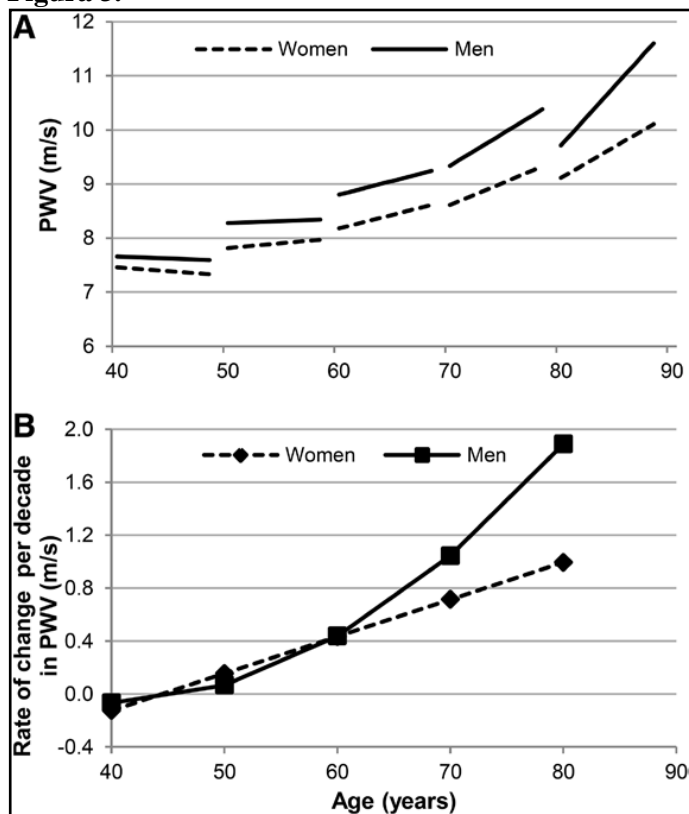 Figura
A
12
Women Men
11
10
9
8
7
6
PWV (m/s)
40 50 60 70 80 90
B
2.0
Women Men
1.6
1.2
0.8
0.4
0.0
-0.4
Rate of change per decade
in PWV (m/s)
40 50 60 70 80 90
Age (years)